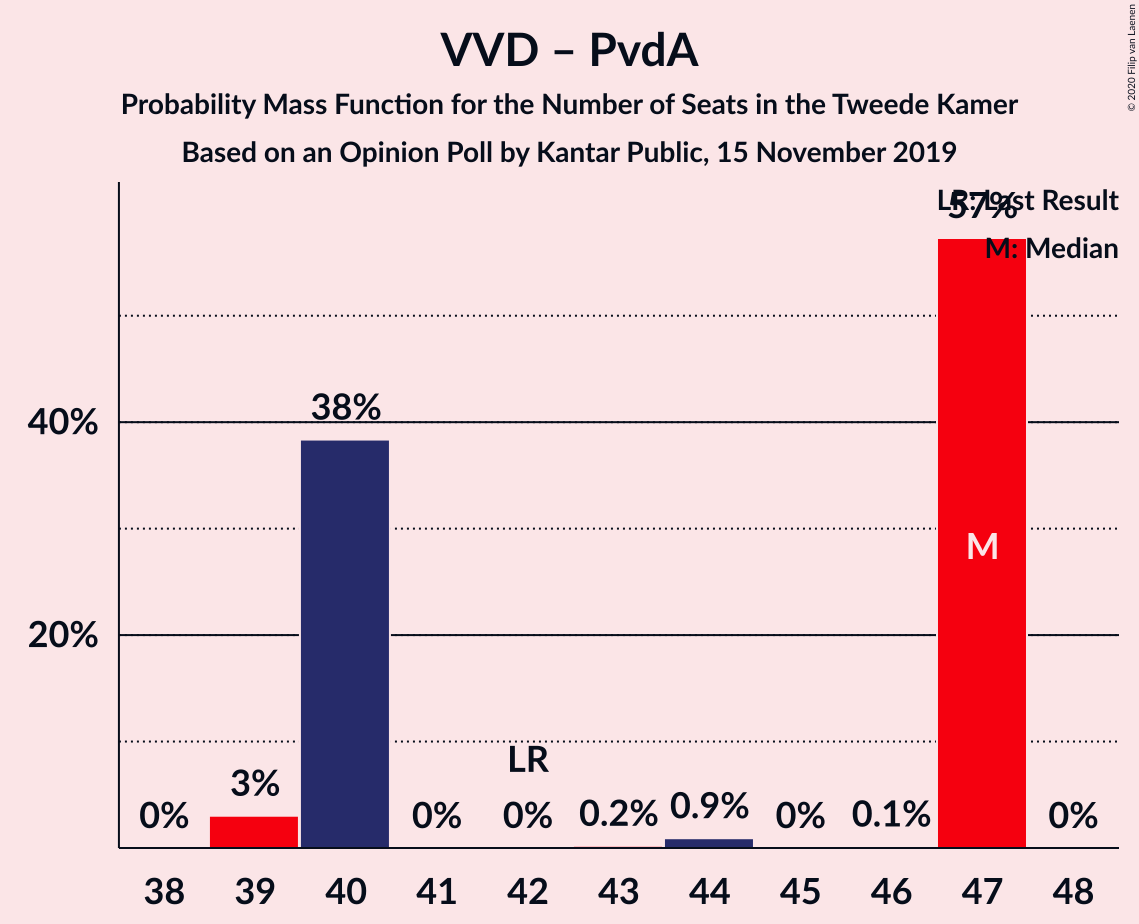 VVD – PvdA
Probability Mass Function for the Number of Seats in the Tweede Kamer
Based on an Opinion Poll by Kantar Public, 15 November 2019
© 2020 Filip van Laenen
LR: Last Result
M: Median
57%
38%
40%
20%
M
LR
0% 3% 0% 0% 0.2% 0.9% 0% 0.1% 0%
38 39 40 41 42 43 44 45 46 47 48